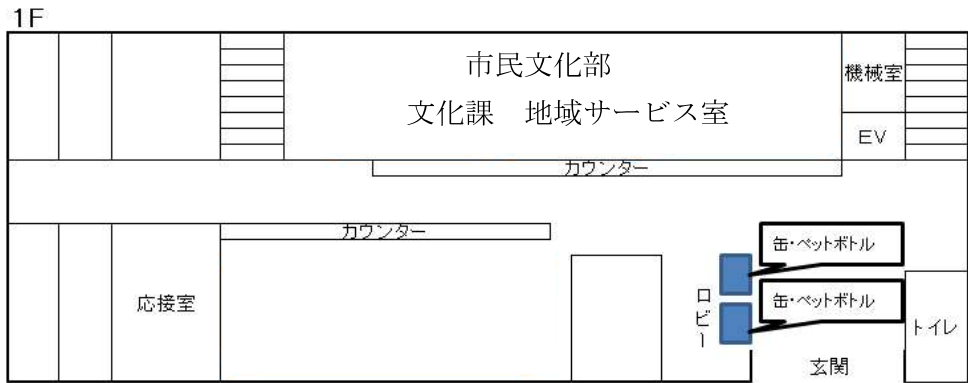 1F
市民文化部
文化課　地域サービス室
機械室
EV
カウンター
カウンター
缶・ペットボトル
応接室
ロビー
缶・ペットボトル
トイレ
玄関